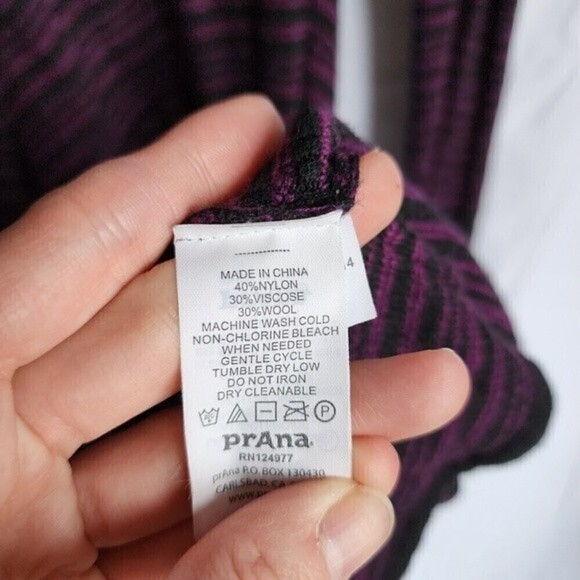 MADE IN CHINA
40%NYLON
30%VISCOSE
30%WOOL
MACHINE WASH COLD
NON-CHLORINE BLEACH
WHEN NEEDED
GENTLE CYCLE
TUMBLE DRY LOW
DO NOT IRON
DRY CLEANABLE
P
prAna
RN124977
prAna P.O. BOX 130430
CARLSBAD, CA
www.